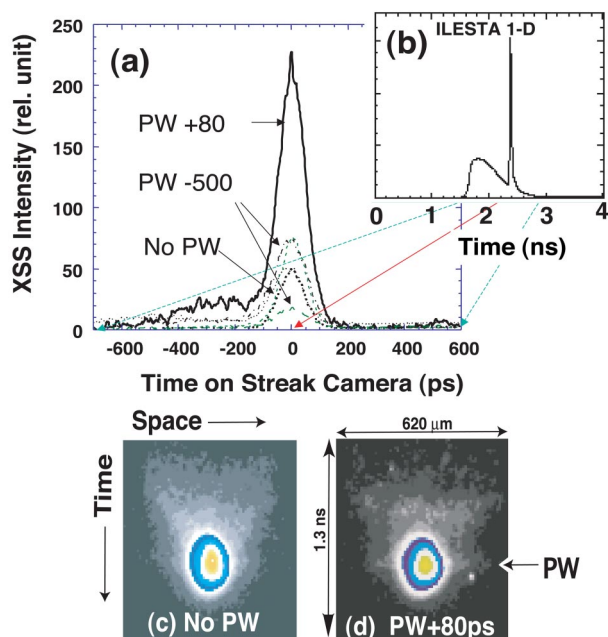 (a)
XSS Intensity (rel. unit)
250
200
150
100
50
0
PW +80
PW -500
No PW
-600
-400
-200
0
200
400
600
Time on Streak Camera (ps)
(b)
ILESTA 1-D
0
1
2
3
4
Time (ns)
Space
Time
(c) No PW
620 µm
1.3 ns
PW
(d) PW+80ps